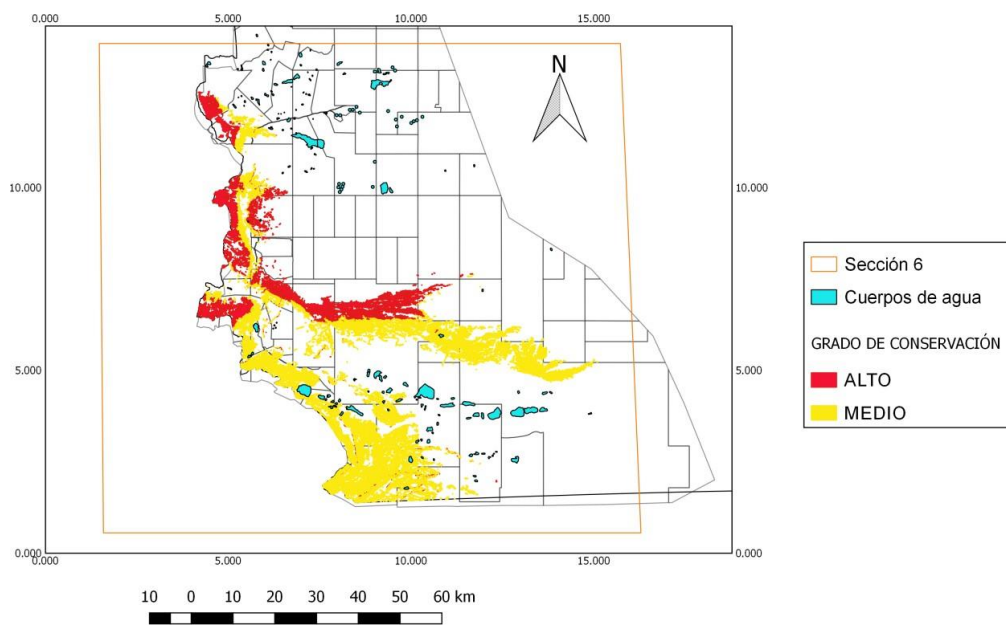 0.000 5.000 10.000 15.000
N
10.000 10.000
Sección 6
Cuerpos de agua
GRADO DE CONSERVACIÓN
ALTO
MEDIO
5.000 5.000
0.000 0.000
0.000 5.000 10.000 15.000
10 0 10 20 30 40 50 60 km